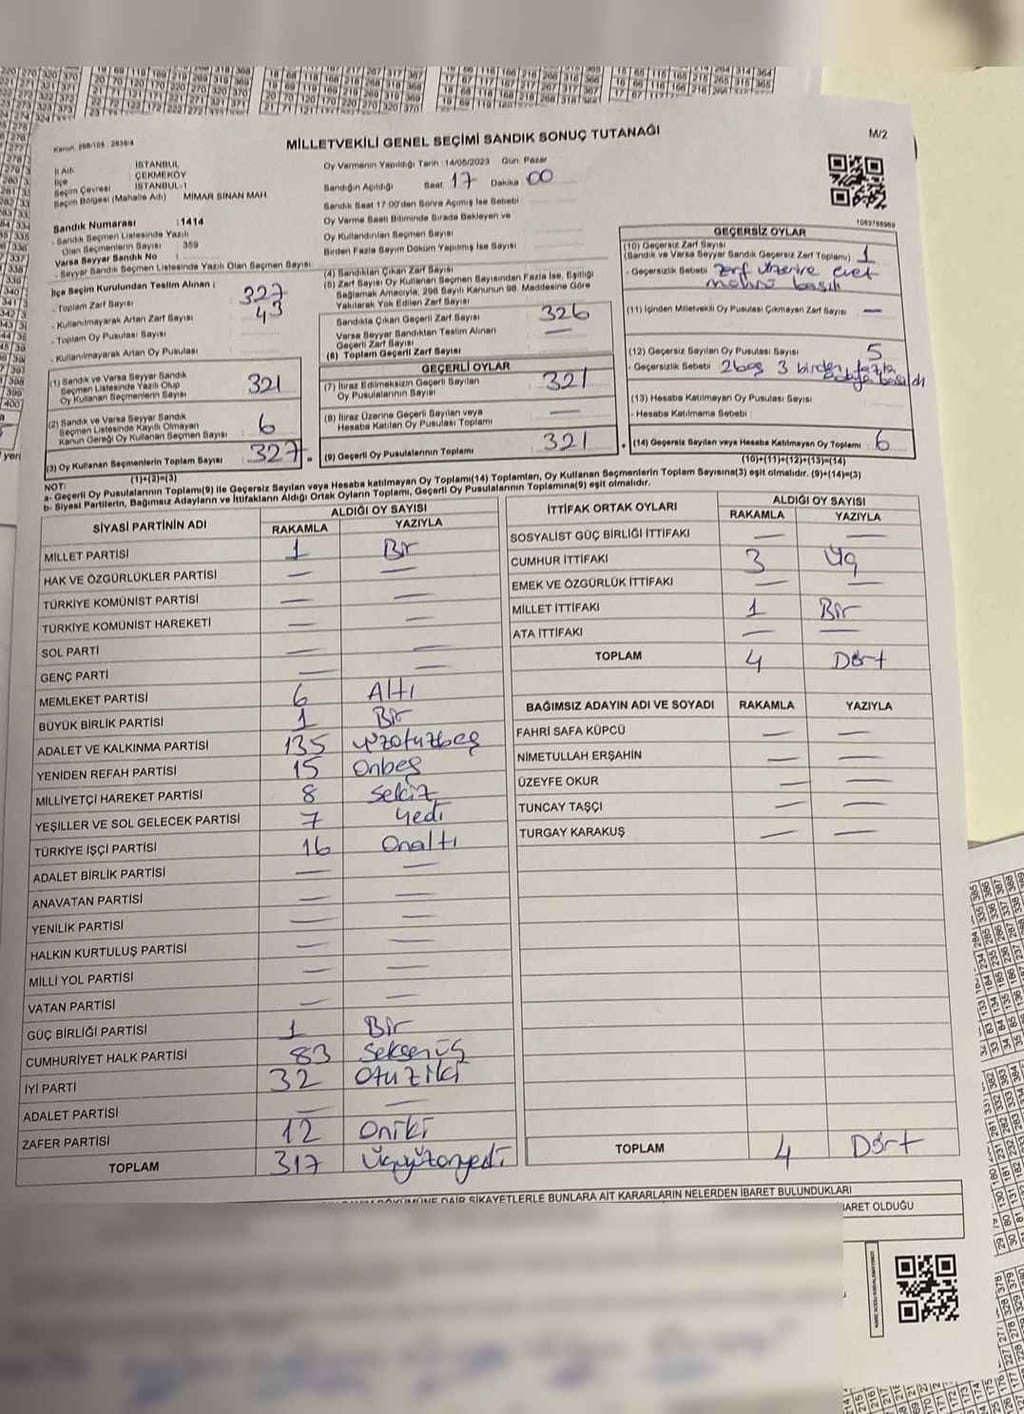 MİLLETVEKİLİ GENEL SEÇİMİ SANDIK SONUÇ TUTANAĞI
M/2
İl Adı : İSTANBUL
İlçe : ÇEKMEKÖY
Seçim Çevresi : İSTANBUL-1
Seçim Bölgesi (Mahalle Adı) MİMAR SİNAN MAH
Sandık Numarası : 1414
- Sandık Seçmen Listesinde Yazılı
Olan Seçmenlerin Sayısı : 369
Varsa Seyyar Sandık No :
- Seyyar Sandık Seçmen Listesinde Yazılı Olan Seçmen Sayısı:
İlçe Seçim Kurulundan Teslim Alınan :
- Toplam Zarf Sayısı 327
- Kullanılmayarak Artan Zarf Sayısı 43
- Toplam Oy Pusulası Sayısı
- Kullanılmayarak Artan Oy Pusulası
(1) Sandık ve Varsa Seyyar Sandık
Seçmen Listesinde Yazılı Olup
Oy Kullanan Seçmenlerin Sayısı 321
(2) Sandık ve Varsa Seyyar Sandık
Seçmen Listesinde Kayıtlı Olmayan
Kanun Gereği Oy Kullanan Seçmen Sayısı 6
(3) Oy Kullanan Seçmenlerin Toplam Sayısı 327
(1)+(2)=(3)
Oy Vermenin Yapıldığı Tarih :14/05/2023 Gün: Pazar
Sandığın Açıldığı Saat 17 Dakika 00
Sandık Saat 17:00'den Sonra Açılmış İse Sebebi :
Oy Verme Saati Bitiminde Sırada Bekleyen ve
Oy Kullandırılan Seçmen Sayısı
Birden Fazla Sayım Döküm Yapılmış İse Sayısı
(4) Sandıktan Çıkan Zarf Sayısı
(5) Zarf Sayısı Oy Kullanan Seçmen Sayısından Fazla İse, Eşitliği
Sağlamak Amacıyla, 298 Sayılı Kanunun 98. Maddesine Göre
Yakılarak Yok Edilen Zarf Sayısı
Sandıkta Çıkan Geçerli Zarf Sayısı 326
Varsa Seyyar Sandıktan Teslim Alınan —
(6) Toplam Geçerli Zarf Sayısı
GEÇERLİ OYLAR
(7) İtiraz Edilmeksizin Geçerli Sayılan
Oy Pusulalarının Sayısı 321
(8) İtiraz Üzerine Geçerli Sayılan veya
Hesaba Katılan Oy Pusulası Toplamı —
(9) Geçerli Oy Pusulalarının Toplamı 321
GEÇERSİZ OYLAR
(10) Geçersiz Zarf Sayısı
(Sandık ve Varsa Seyyar Sandık Geçersiz Zarf Toplamı) 1
- Geçersizlik Sebebi : zarf üzerine evet
mührü basılı
(11) İçinden Milletvekili Oy Pusulası Çıkmayan Zarf Sayısı —
(12) Geçersiz Sayılan Oy Pusulası Sayısı 5
- Geçersizlik Sebebi 2 boş 3 birden fazla
(13) Hesaba Katılmayan Oy Pusulası Sayısı
- Hesaba Katılmama Sebebi :
(14) Geçersiz Sayılan veya Hesaba Katılmayan Oy Toplamı 6
(10)+(11)+(12)+(13)=(14)
NOT:
a- Geçerli Oy Pusulalarının Toplamı(9) ile Geçersiz Sayılan veya Hesaba katılmayan Oy Toplamı(14) Toplamları, Oy Kullanan Seçmenlerin Toplam Sayısına(3) eşit olmalıdır. (9)+(14)=(3)
b- Siyasi Partilerin, Bağımsız Adayların ve İttifakların Aldığı Ortak Oyların Toplamı, Geçerli Oy Pusulalarının Toplamına(9) eşit olmalıdır.
SİYASİ PARTİNİN ADI ALDIĞI OY SAYISI
RAKAMLA YAZIYLA
MİLLET PARTİSİ 1 Bir
HAK VE ÖZGÜRLÜKLER PARTİSİ — —
TÜRKİYE KOMÜNİST PARTİSİ — —
TÜRKİYE KOMÜNİST HAREKETİ — —
SOL PARTİ — —
GENÇ PARTİ — —
MEMLEKET PARTİSİ 6 Altı
BÜYÜK BİRLİK PARTİSİ 1 Bir
ADALET VE KALKINMA PARTİSİ 135 yüzotuzbeş
YENİDEN REFAH PARTİSİ 15 Onbeş
MİLLİYETÇİ HAREKET PARTİSİ 8 Sekiz
YEŞİLLER VE SOL GELECEK PARTİSİ 7 Yedi
TÜRKİYE İŞÇİ PARTİSİ 16 Onaltı
ADALET BİRLİK PARTİSİ — —
ANAVATAN PARTİSİ — —
YENİLİK PARTİSİ — —
HALKIN KURTULUŞ PARTİSİ — —
MİLLİ YOL PARTİSİ — —
VATAN PARTİSİ — —
GÜÇ BİRLİĞİ PARTİSİ 1 Bir
CUMHURİYET HALK PARTİSİ 83 Seksenüç
İYİ PARTİ 32 Otuziki
ADALET PARTİSİ — —
ZAFER PARTİSİ 12 Oniki
TOPLAM 317 Üçyüzonyedi
İTTİFAK ORTAK OYLARI ALDIĞI OY SAYISI
RAKAMLA YAZIYLA
SOSYALİST GÜÇ BİRLİĞİ İTTİFAKI — —
CUMHUR İTTİFAKI 3 Üç
EMEK VE ÖZGÜRLÜK İTTİFAKI — —
MİLLET İTTİFAKI 1 Bir
ATA İTTİFAKI — —
TOPLAM 4 Dört
BAĞIMSIZ ADAYIN ADI VE SOYADI RAKAMLA YAZIYLA
FAHRİ SAFA KÜPCÜ — —
NİMETULLAH ERŞAHİN — —
ÜZEYFE OKUR — —
TUNCAY TAŞÇI — —
TURGAY KARAKUŞ — —
TOPLAM 4 Dört
DÖKÜMÜNE DAİR ŞİKAYETLERLE BUNLARA AİT KARARLARIN NELERDEN İBARET BULUNDUKLARI
İBARET OLDUĞU